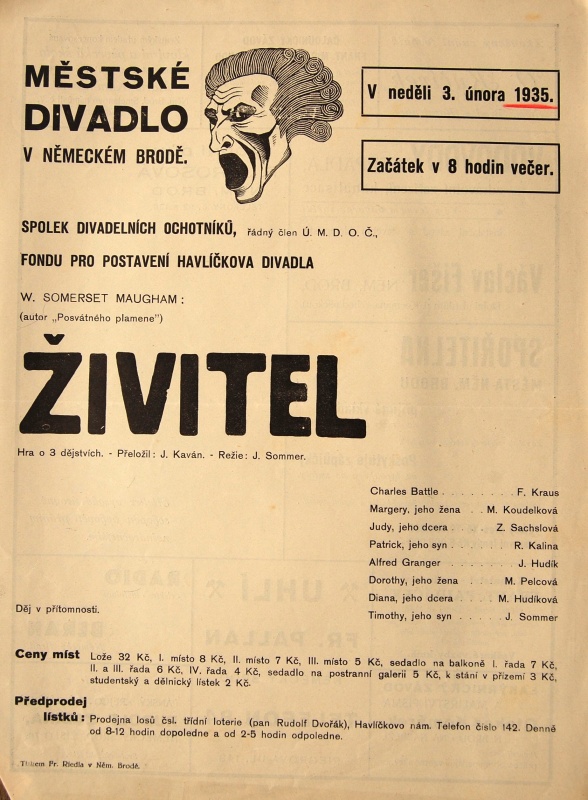 MĚSTSKÉ
DIVADLO
V NĚMECKÉM BRODĚ.
V neděli 3. února 1935.
Začátek v 8 hodin večer.
SPOLEK DIVADELNÍCH OCHOTNÍKŮ, řádný člen Ú. M. D. O. Č.,
FONDU PRO POSTAVENÍ HAVLÍČKOVA DIVADLA
W. SOMERSET MAUGHAM :
(autor „Posvátného plamene“)
ŽIVITEL
Hra o 3 dějstvích. - Přeložil : J. Kaván. - Režie : J. Sommer.
Charles Battle . . . . . . . . F. Kraus
Margery, jeho žena . . M. Koudelková
Judy, jeho dcera . . . . . Z. Sachslová
Patrick, jeho syn . . . . . . R. Kalina
Alfred Granger . . . . . . . J. Hudík
Dorothy, jeho žena . . . M. Pelcová
Diana, jeho dcera . . . . M. Hudíková
Timothy, jeho syn . . . . . J. Sommer
Děj v přítomnosti.
Ceny míst Lože 32 Kč, I. místo 8 Kč, II. místo 7 Kč, III. místo 5 Kč, sedadlo na balkoně I. řada 7 Kč,
II. a III. řada 6 Kč, IV. řada 4 Kč, sedadlo na postranní galerii 5 Kč, k stání v přízemí 3 Kč,
studentský a dělnický lístek 2 Kč.
Předprodej
lístků : Prodejna losů čsl. třídní loterie (pan Rudolf Dvořák), Havlíčkovo nám. Telefon číslo 142. Denně
od 8-12 hodin dopoledne a od 2-5 hodin odpoledne.
Tiskem Fr. Riedla v Něm. Brodě.